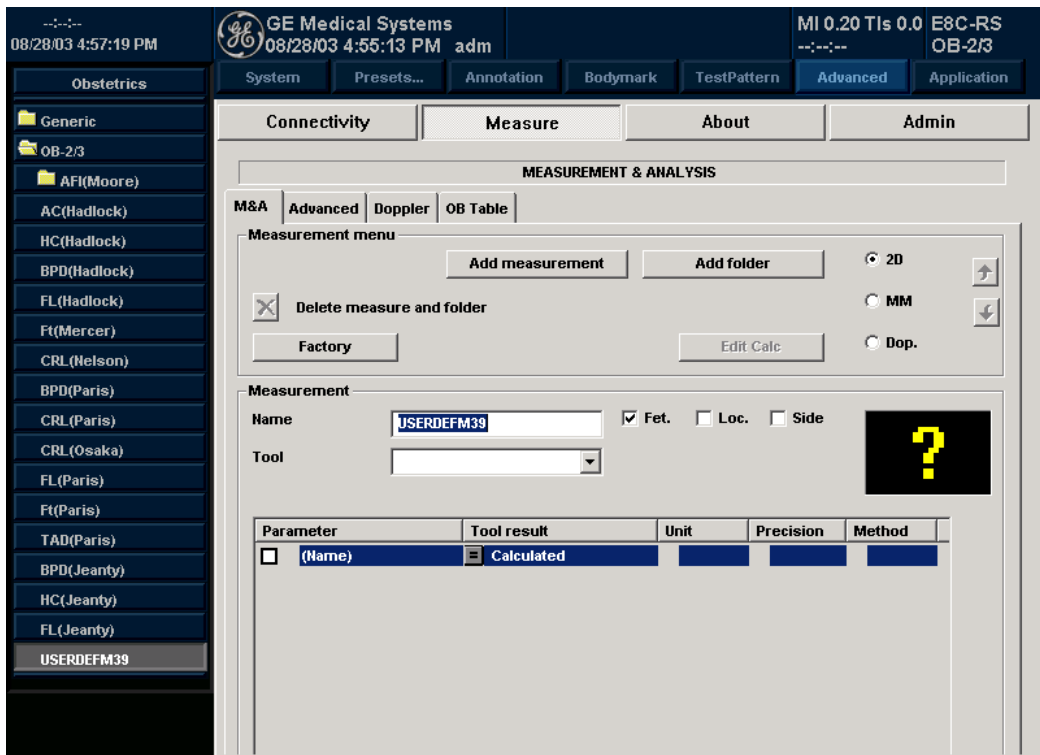 --:--:--
08/28/03 4:57:19 PM
GE Medical Systems
08/28/03 4:55:13 PM adm
MI 0.20 TIs 0.0 E8C-RS
--:--:-- OB-2/3
System Presets... Annotation Bodymark TestPattern Advanced Application
Obstetrics
Generic
OB-2/3
AFI(Moore)
AC(Hadlock)
HC(Hadlock)
BPD(Hadlock)
FL(Hadlock)
Ft(Mercer)
CRL(Nelson)
BPD(Paris)
CRL(Paris)
CRL(Osaka)
FL(Paris)
Ft(Paris)
TAD(Paris)
BPD(Jeanty)
HC(Jeanty)
FL(Jeanty)
USERDEFM39
Connectivity Measure About Admin
MEASUREMENT & ANALYSIS
M&A Advanced Doppler OB Table
Measurement menu
Add measurement Add folder 2D
Delete measure and folder MM
Factory Edit Calc Dop.
Measurement
Name USERDEFM39 Fet. Loc. Side
Tool
?
Parameter Tool result Unit Precision Method
(Name) = Calculated